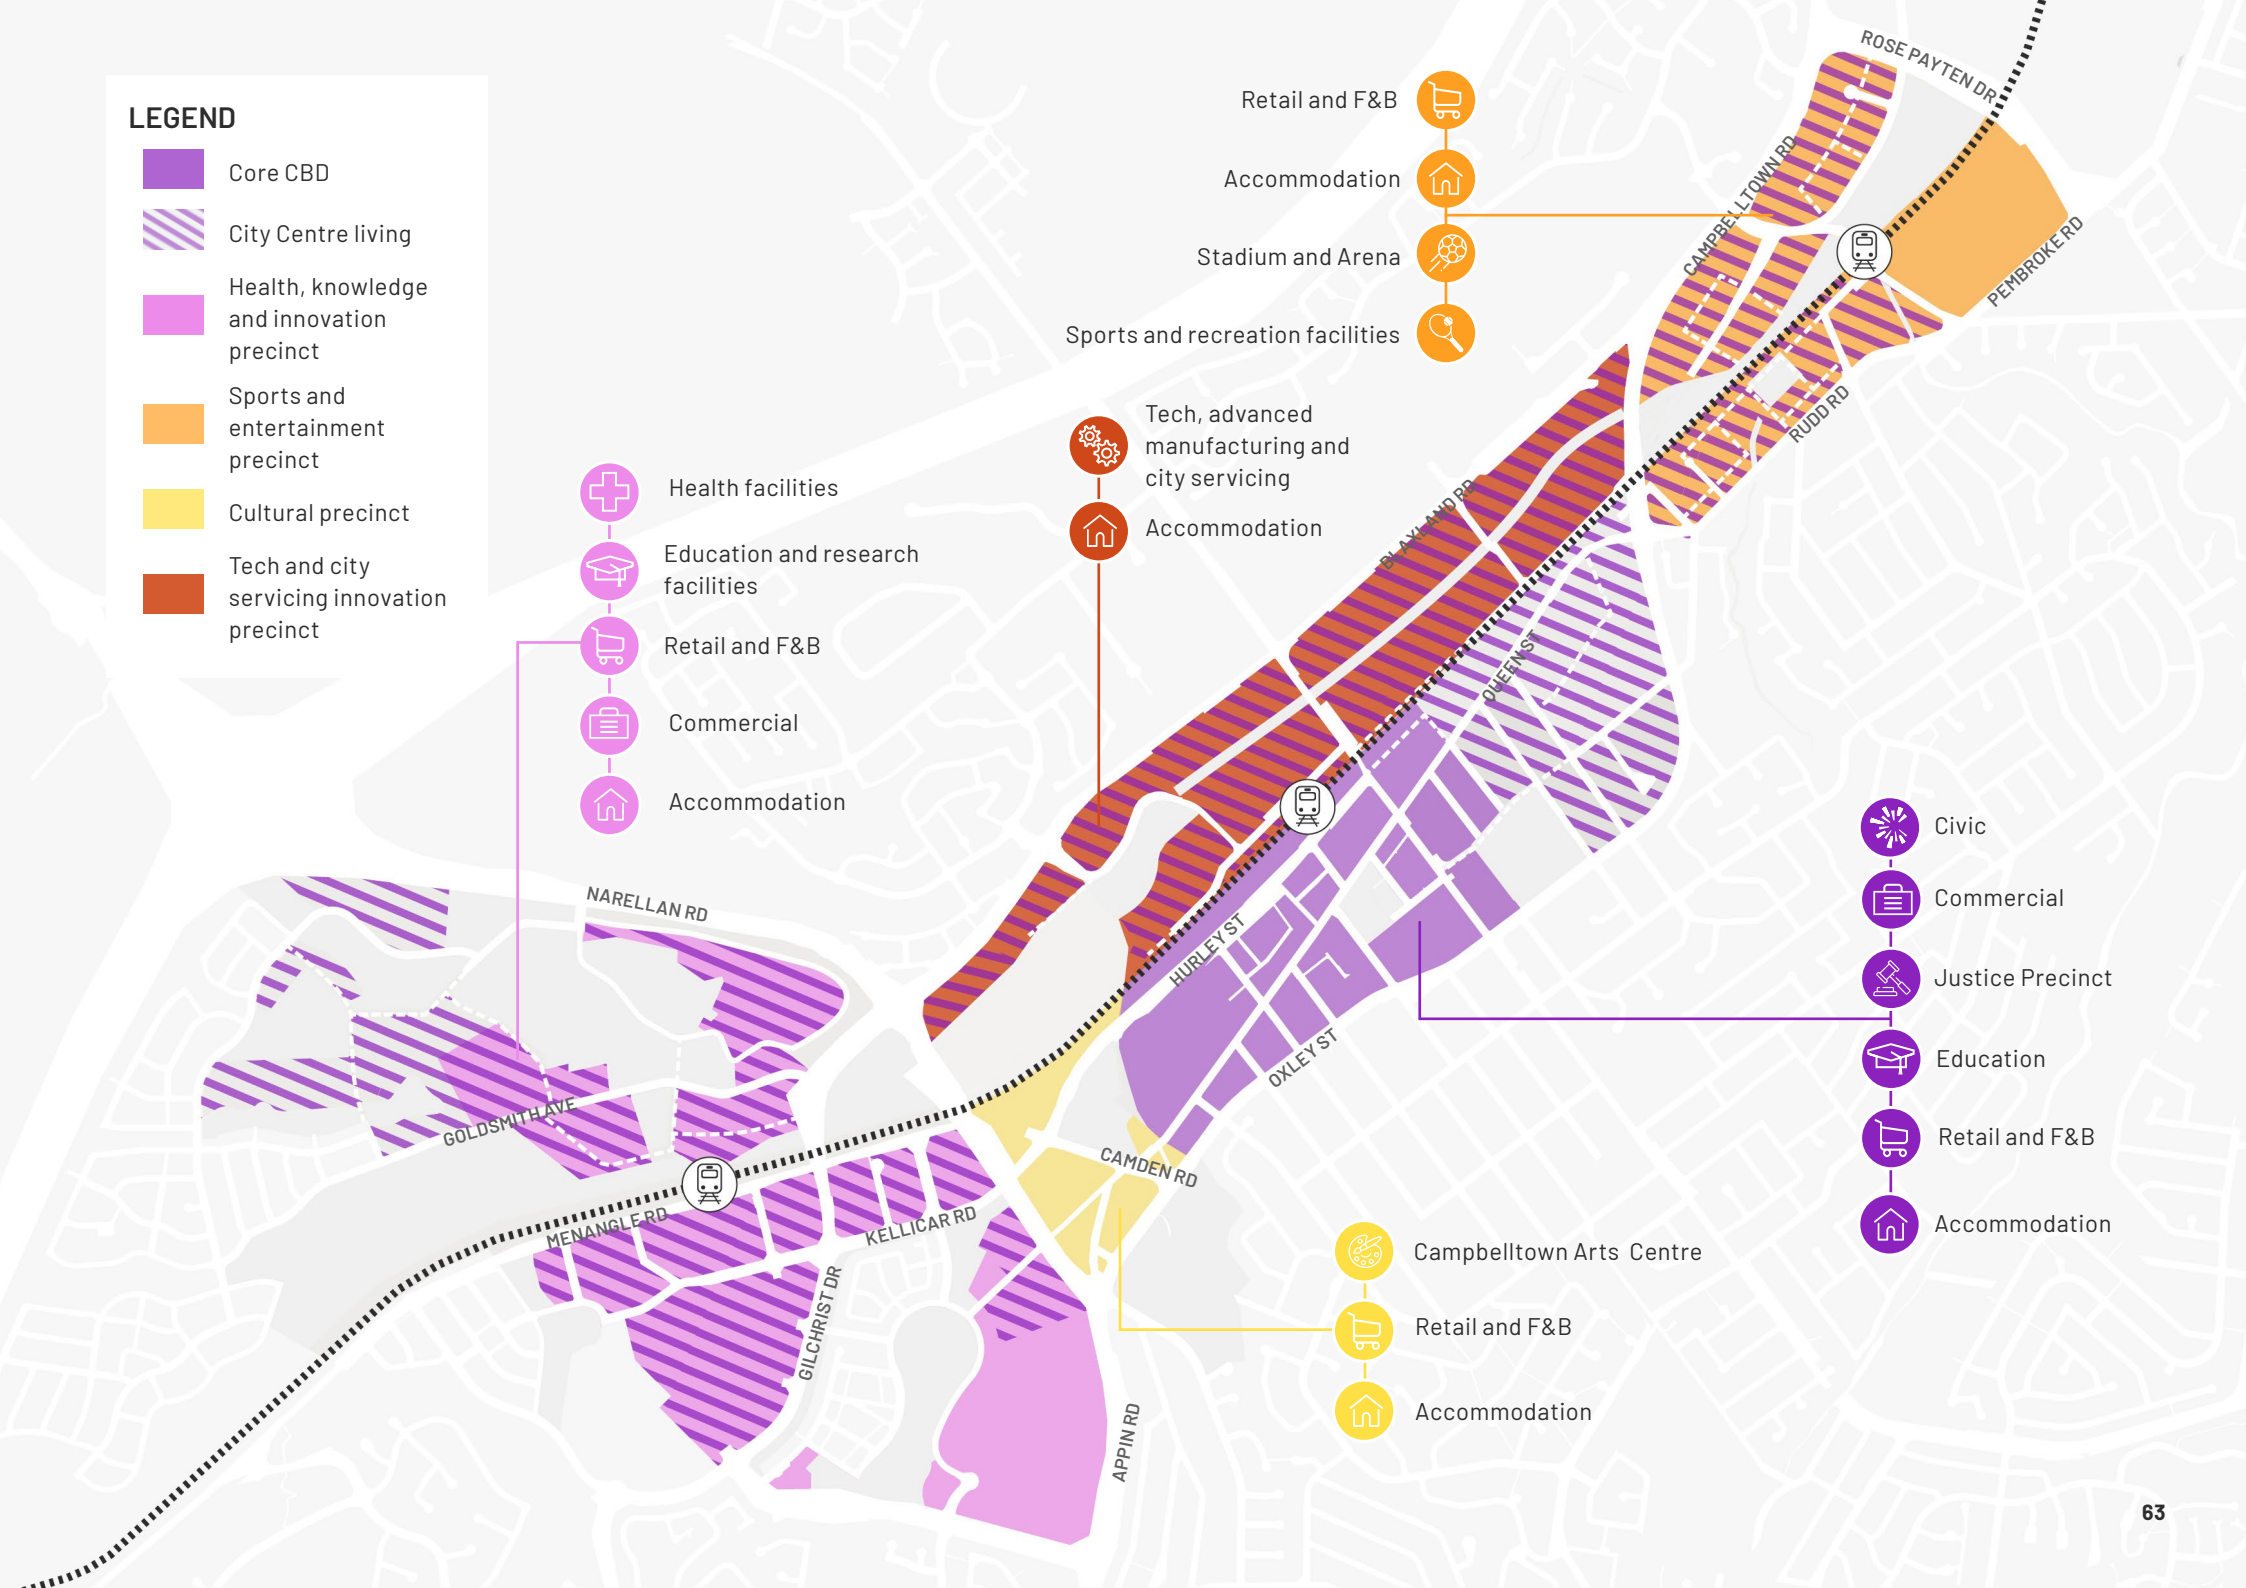 LEGEND
Core CBD
City Centre living
Health, knowledge
and innovation
precinct
Sports and
entertainment
precinct
Cultural precinct
Tech and city
servicing innovation
precinct
Retail and F&B
Accommodation
Stadium and Arena
Sports and recreation facilities
Tech, advanced
manufacturing and
city servicing
Accommodation
Health facilities
Education and research
facilities
Retail and F&B
Commercial
Accommodation
Civic
Commercial
Justice Precinct
Education
Retail and F&B
Accommodation
Campbelltown Arts Centre
Retail and F&B
Accommodation
ROSE PAYTEN DR
CAMPBELLTOWN RD
PEMBROKE RD
RUDD RD
BLAXLAND RD
QUEEN ST
NARELLAN RD
HURLEY ST
OXLEY ST
GOLDSMITH AVE
CAMDEN RD
MENANGLE RD
KELLICAR RD
GILCHRIST DR
APPIN RD
63